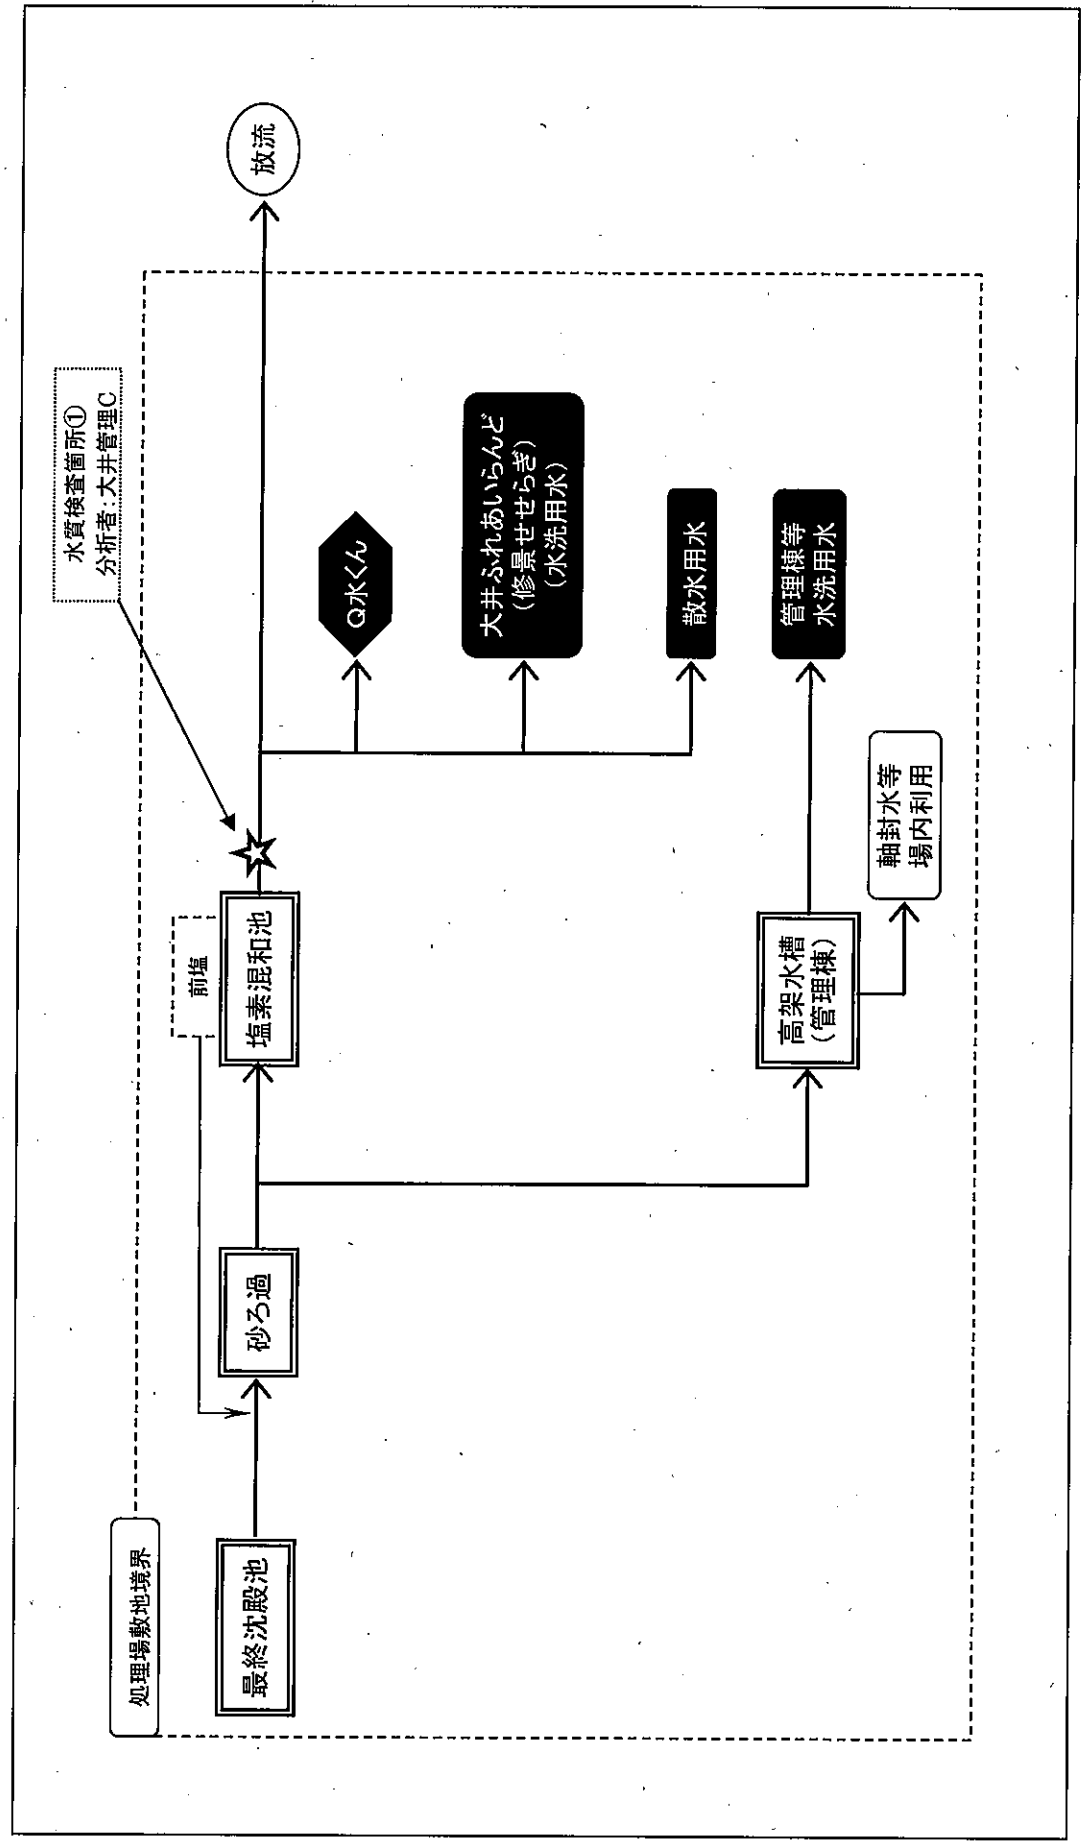 処理場敷地境界
水質検査箇所①
分析者:大井管理C
前塩
最終沈殿池
砂ろ過
塩素混和池
放流
Q水くん
大井ふれあいらんど
(修景せせらぎ)
(水洗用水)
散水用水
高架水槽
(管理棟)
管理棟等
水洗用水
軸封水等
場内利用